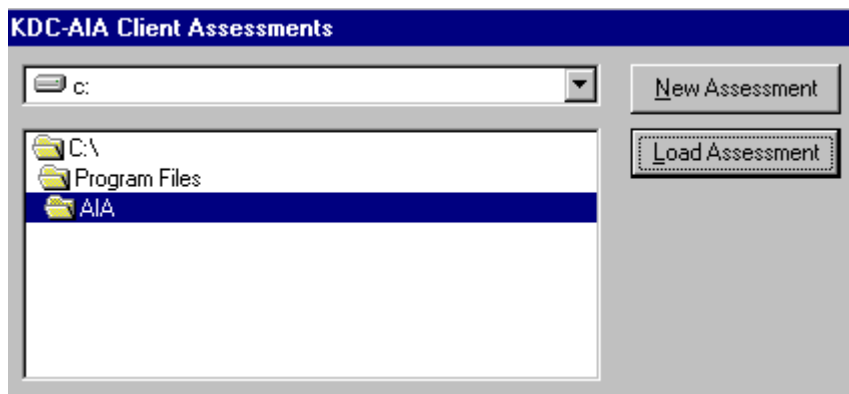 KDC-AIA Client Assessments
c:
New Assessment
C:\
Load Assessment
Program Files
AIA